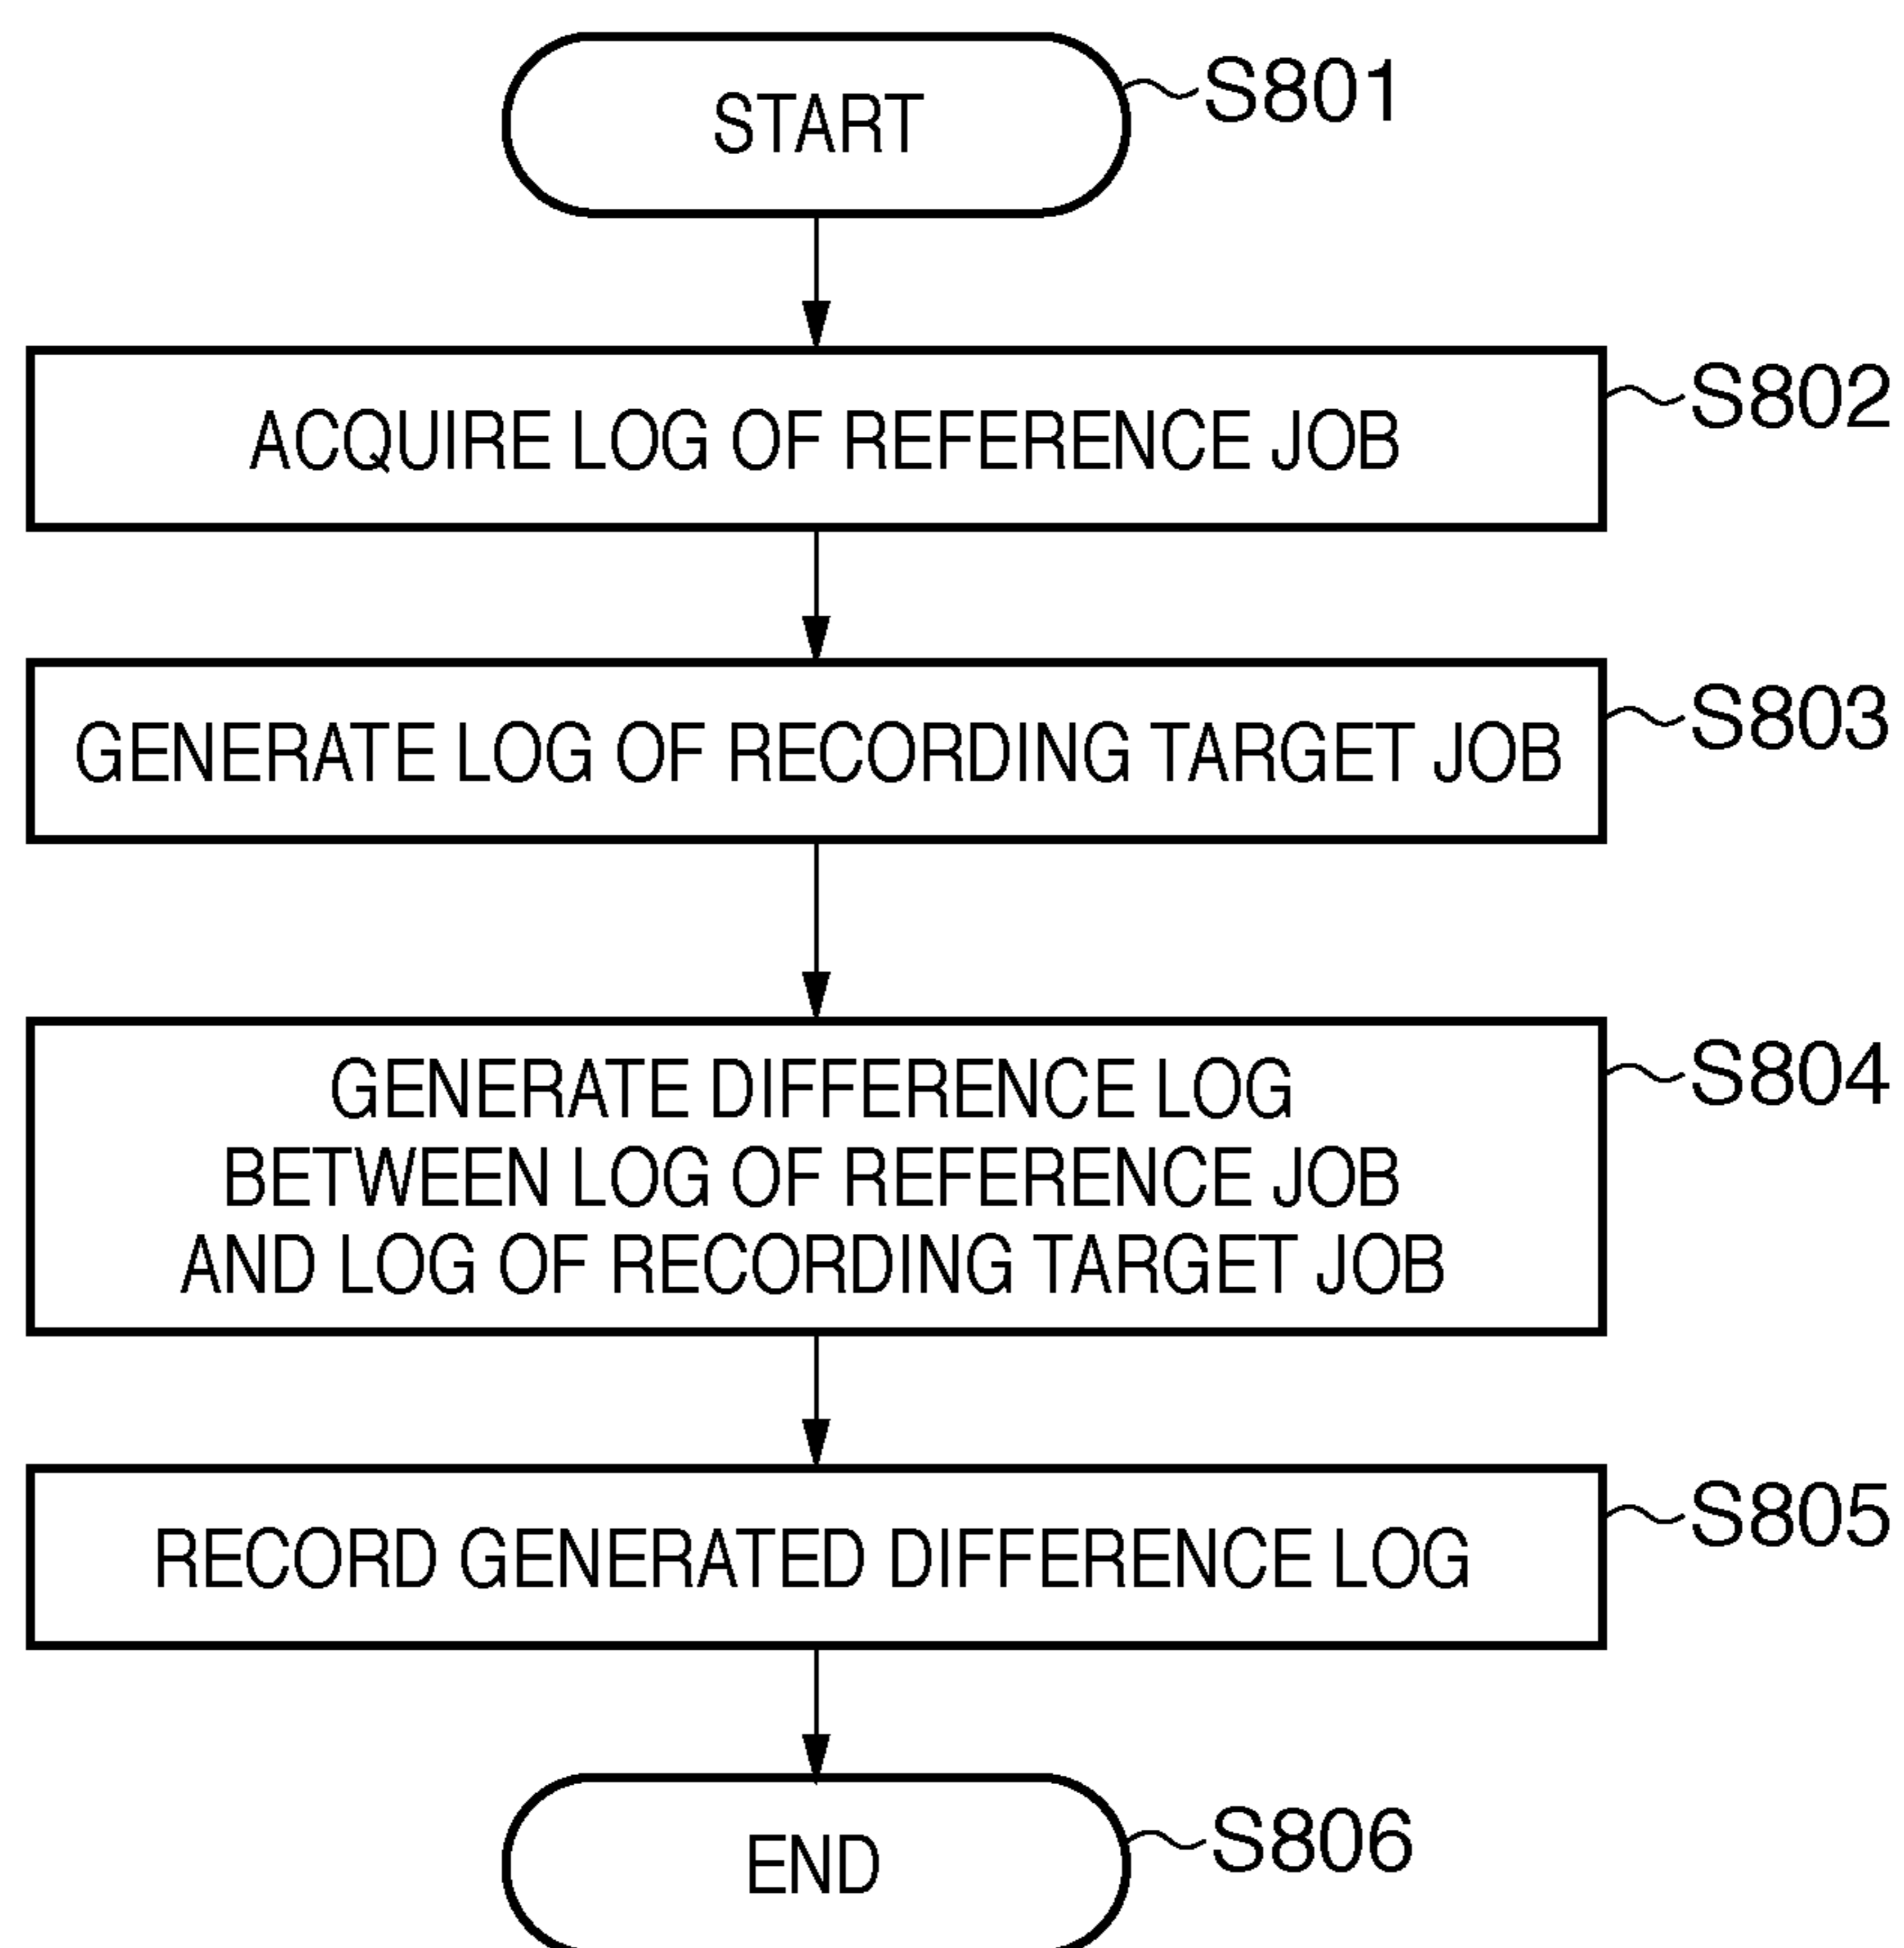 START
S801
ACQUIRE LOG OF REFERENCE JOB
S802
GENERATE LOG OF RECORDING TARGET JOB
S803
GENERATE DIFFERENCE LOG
BETWEEN LOG OF REFERENCE JOB
AND LOG OF RECORDING TARGET JOB
S804
RECORD GENERATED DIFFERENCE LOG
S805
END
S806